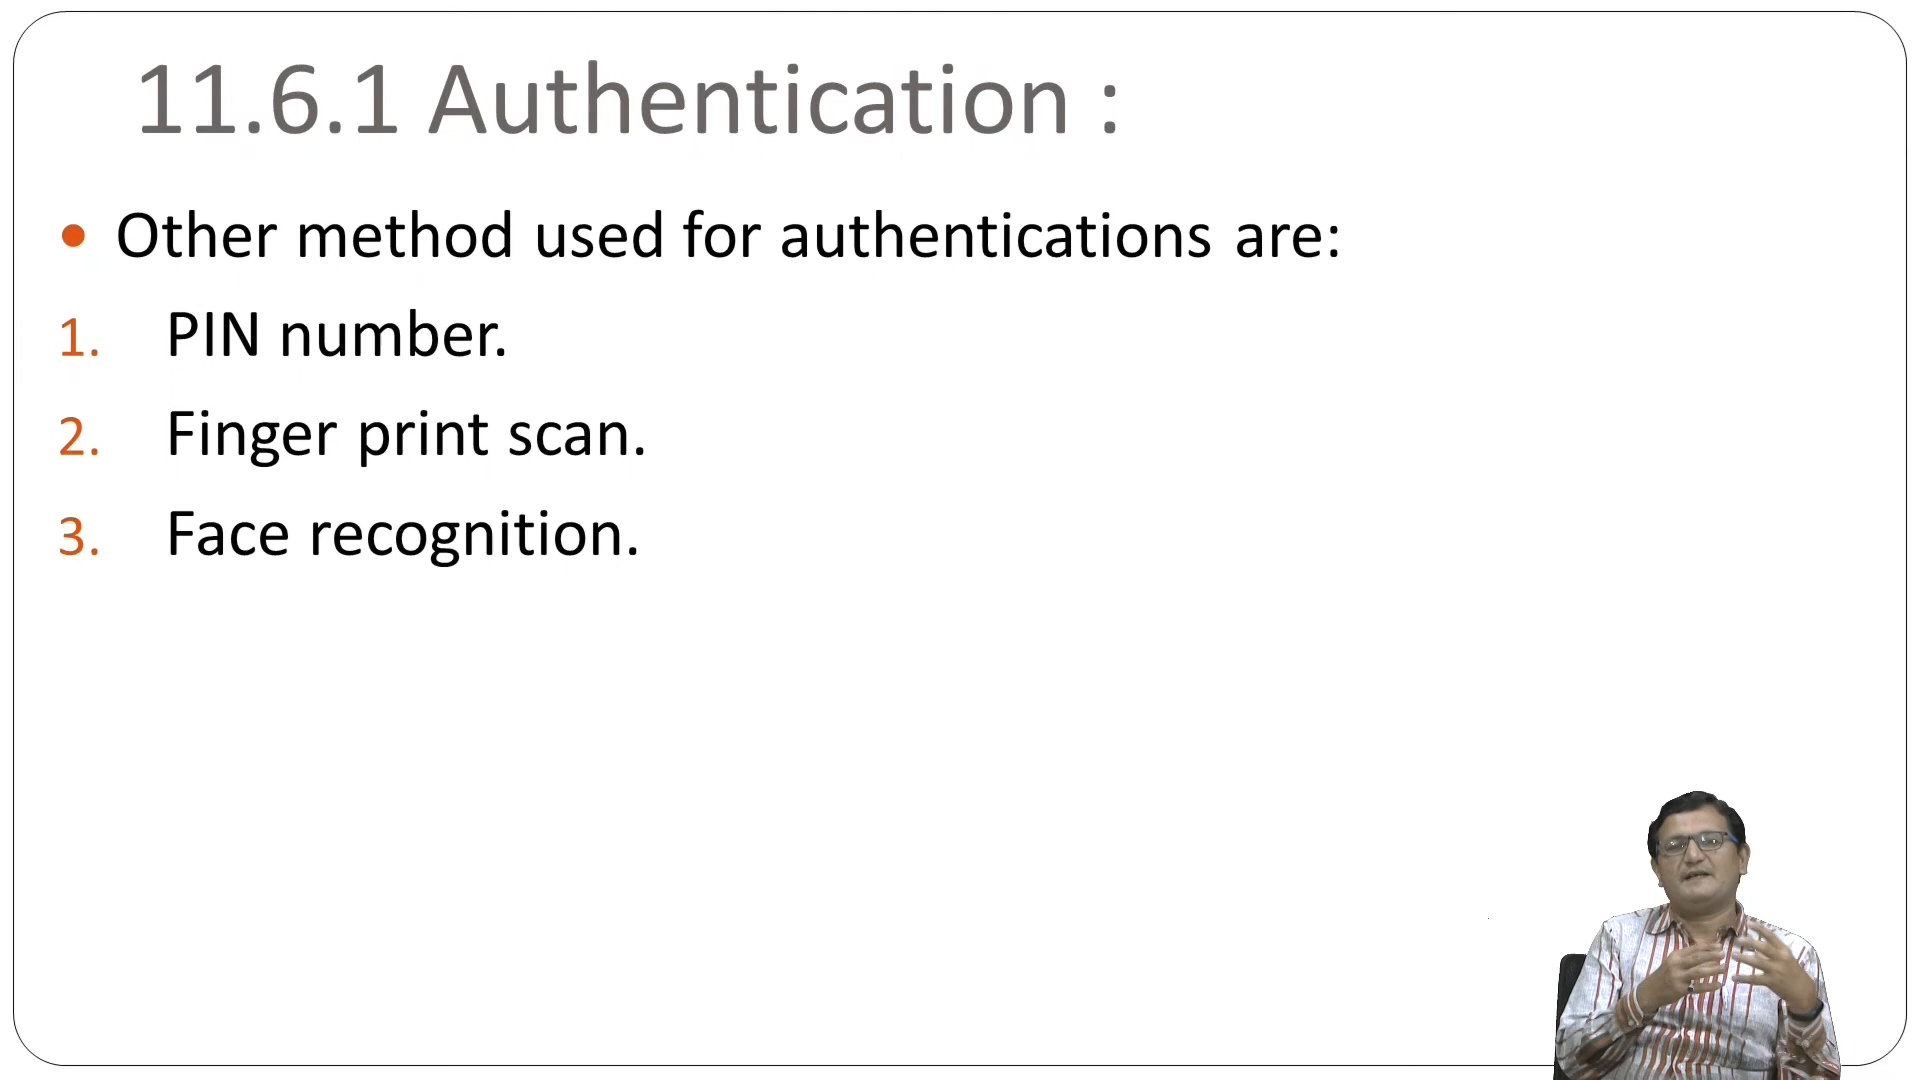 11.6.1 Authentication :
• Other method used for authentications are:
1. PIN number.
2. Finger print scan.
3. Face recognition.